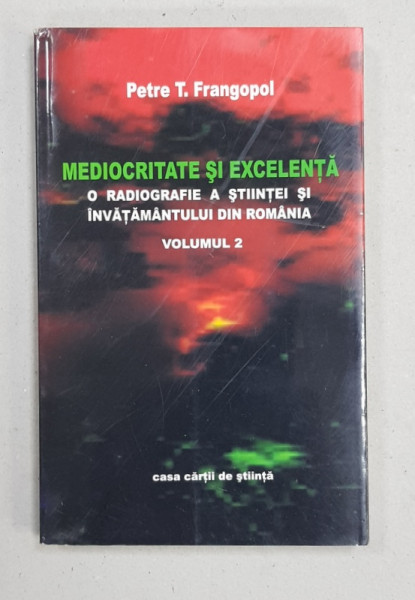 Petre T. Frangopol
MEDIOCRITATE ŞI EXCELENŢĂ
O RADIOGRAFIE A ŞTIINŢEI ŞI
ÎNVĂŢĂMÂNTULUI DIN ROMÂNIA
VOLUMUL 2
casa cărţii de ştiinţă